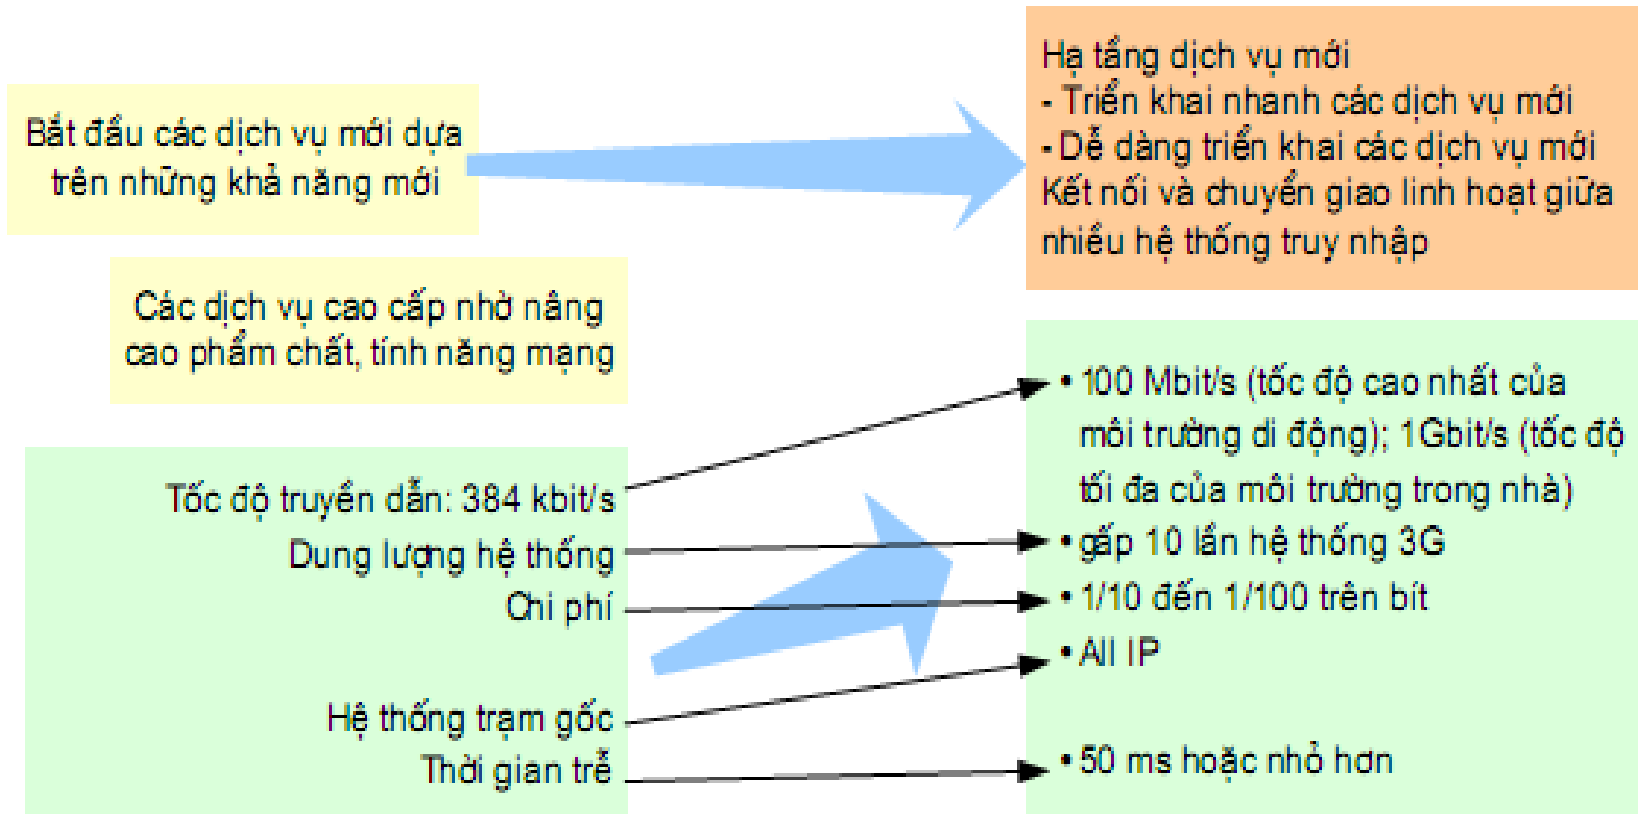 Bắt đầu các dịch vụ mới dựa
trên những khả năng mới
Các dịch vụ cao cấp nhờ nâng
cao phẩm chất, tính năng mạng
Tốc độ truyền dẫn: 384 kbit/s
Dung lượng hệ thống
Chi phí
Hệ thống trạm gốc
Thời gian trễ
Hạ tầng dịch vụ mới
- Triển khai nhanh các dịch vụ mới
- Dễ dàng triển khai các dịch vụ mới
Kết nối và chuyển giao linh hoạt giữa
nhiều hệ thống truy nhập
• 100 Mbit/s (tốc độ cao nhất của
môi trường di động); 1Gbit/s (tốc độ
tối đa của môi trường trong nhà)
• gấp 10 lần hệ thống 3G
• 1/10 đến 1/100 trên bít
• All IP
• 50 ms hoặc nhỏ hơn